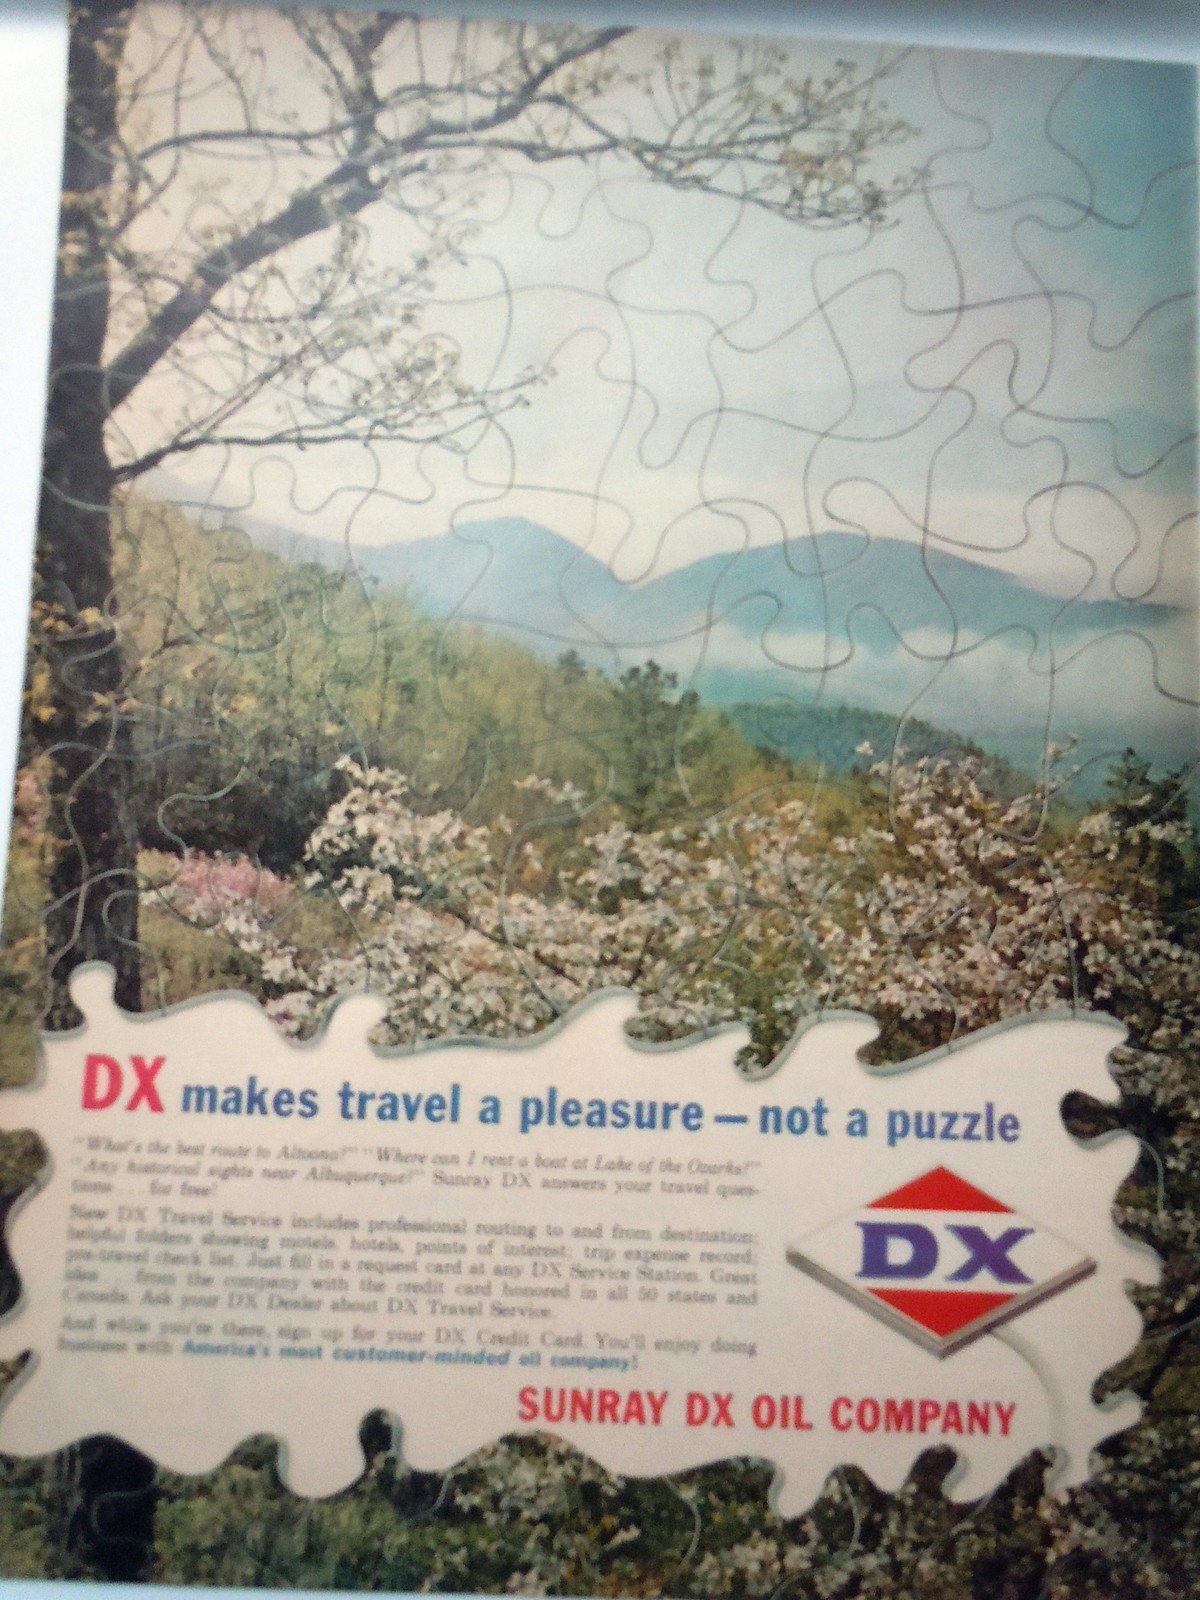 DX makes travel a pleasure — not a puzzle
"What's the best route to Altoona?" "Where can I rent a boat at Lake of the Ozarks?"
"Any historical sights near Albuquerque?" Sunray DX answers your travel ques-
tions . . . for free!
New DX Travel Service includes professional routing to and from destination;
helpful folders showing motels, hotels, points of interest; trip expense record;
pre-travel check list. Just fill in a request card at any DX Service Station. Great
idea . . . from the company with the credit card honored in all 50 states and
Canada. Ask your DX Dealer about DX Travel Service.
And while you're there, sign up for your DX Credit Card. You'll enjoy doing
business with America's most customer-minded oil company!
DX
SUNRAY DX OIL COMPANY